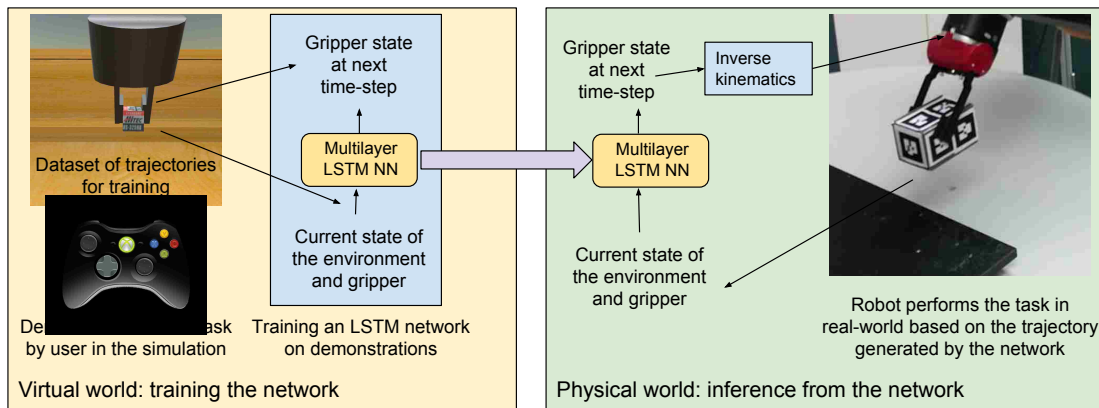 Dataset of trajectories
for training
De ask
by user in the simulation
Gripper state
at next
time-step
Multilayer
LSTM NN
Current state of
the environment
and gripper
Training an LSTM network
on demonstrations
Virtual world: training the network
Gripper state
at next
time-step
Inverse
kinematics
Multilayer
LSTM NN
Current state of
the environment
and gripper
Robot performs the task in
real-world based on the trajectory
generated by the network
Physical world: inference from the network